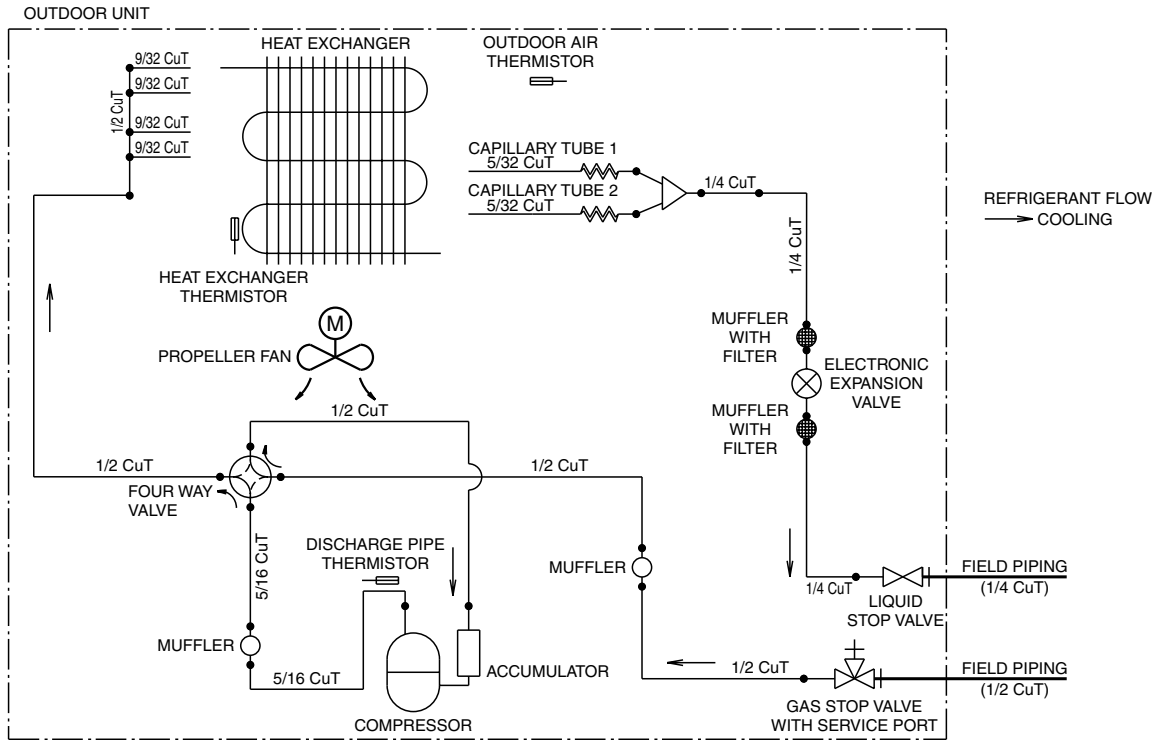 OUTDOOR UNIT
HEAT EXCHANGER
OUTDOOR AIR
THERMISTOR
9/32 CuT
9/32 CuT
1/2 CuT
9/32 CuT
9/32 CuT
CAPILLARY TUBE 1
5/32 CuT
CAPILLARY TUBE 2
5/32 CuT
1/4 CuT
REFRIGERANT FLOW
COOLING
1/4 CuT
HEAT EXCHANGER
THERMISTOR
M
PROPELLER FAN
MUFFLER
WITH
FILTER
ELECTRONIC
EXPANSION
VALVE
MUFFLER
WITH
FILTER
1/2 CuT
1/2 CuT
1/2 CuT
FOUR WAY
VALVE
5/16 CuT
DISCHARGE PIPE
THERMISTOR
MUFFLER
FIELD PIPING
(1/4 CuT)
1/4 CuT
LIQUID
STOP VALVE
MUFFLER
5/16 CuT
ACCUMULATOR
COMPRESSOR
1/2 CuT
FIELD PIPING
(1/2 CuT)
GAS STOP VALVE
WITH SERVICE PORT